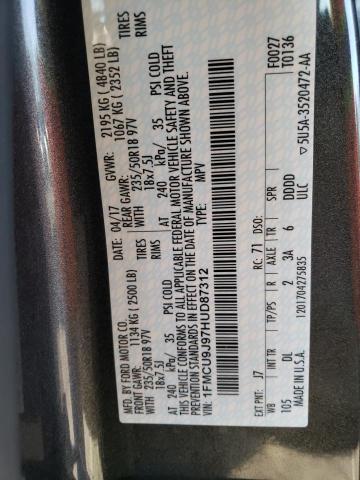 MFD. BY FORD MOTOR CO.
DATE: 04/17 GVWR: 2195 KG ( 4840 LB)
FRONT GAWR: 1134 KG ( 2500 LB) REAR GAWR: 1067 KG ( 2352 LB)
WITH 235/50R18 97V TIRES WITH 235/50R18 97V TIRES
18x7.5J RIMS 18x7.5J RIMS
AT 240 kPa/ 35 PSI COLD AT 240 kPa/ 35 PSI COLD
THIS VEHICLE CONFORMS TO ALL APPLICABLE FEDERAL MOTOR VEHICLE SAFETY AND THEFT
PREVENTION STANDARDS IN EFFECT ON THE DATE OF MANUFACTURE SHOWN ABOVE.
VIN: 1FMCU9J97HUD87312
TYPE: MPV
F0027
T0136
EXT PNT: J7 RC: 71 DSO:
WB INT TR TP/PS R AXLE TR SPR
105 DL 2 3A 6 DDDD
ULC
▽5U5A-3520472-AA
1201704275835
MADE IN U.S.A.